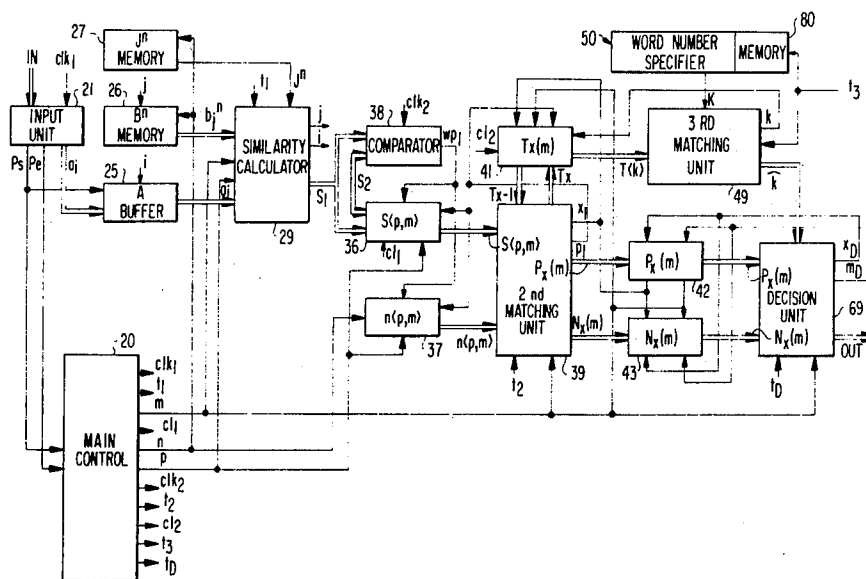 27
J^n
MEMORY
IN
clk1
21
INPUT
UNIT
Ps Pe
ai
j
26
B^n
MEMORY
bj^n
i
25
A
BUFFER
ai
t1
J^n
SIMILARITY
CALCULATOR
29
j
i
S1
S2
clk2
38
COMPARATOR
wp1
S⟨p,m⟩
36
cl1
n⟨p,m⟩
37
cl2
Tx(m)
41
Tx-1
Tx
S⟨p,m⟩
x1
p1
Px(m)
2 nd
MATCHING
UNIT
Nx(m)
n⟨p,m⟩
t2
39
50
WORD NUMBER
SPECIFIER
MEMORY
80
t3
K
k
3 RD
MATCHING
UNIT
T(k)
49
k
Px(m)
42
Nx(m)
43
Px(m)
DECISION
UNIT
Nx(m)
xD
mD
69
OUT
tD
20
MAIN
CONTROL
clk1
t1
m
cl1
n
p
clk2
t2
cl2
t3
tD